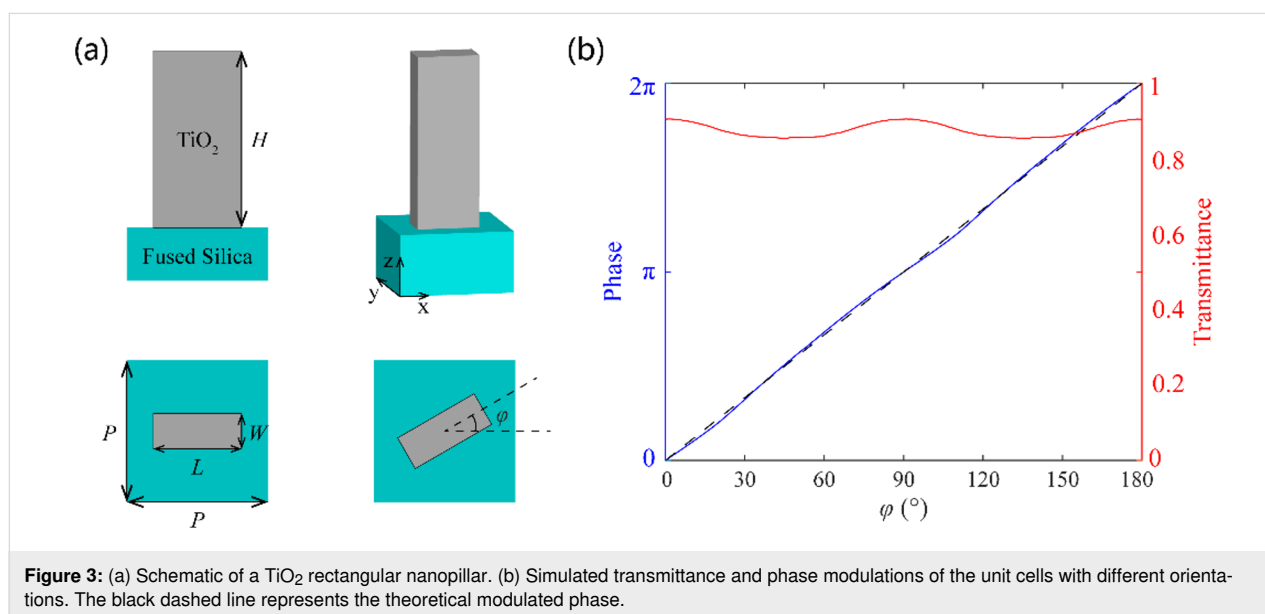 (a)
TiO2
H
Fused Silica
z
y
x
P
W
L
P
φ
(b)
2π
π
0
Phase
1
0.8
0.6
0.4
0.2
0
Transmittance
0 30 60 90 120 150 180
φ (°)
Figure 3: (a) Schematic of a TiO2 rectangular nanopillar. (b) Simulated transmittance and phase modulations of the unit cells with different orienta-
tions. The black dashed line represents the theoretical modulated phase.